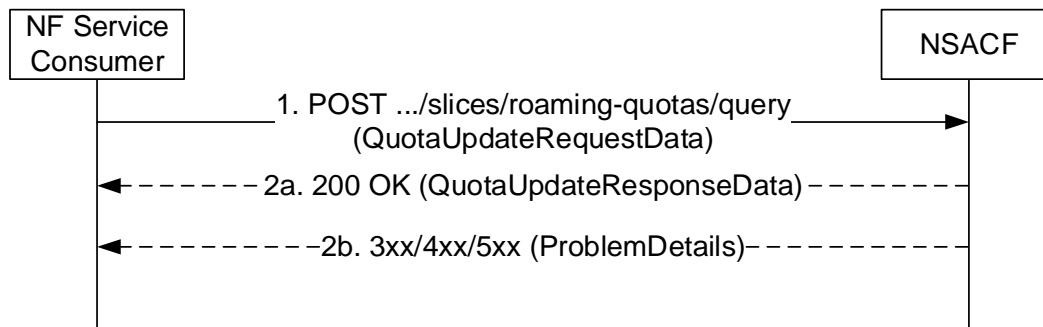 NF Service
Consumer
NSACF
1. POST .../slices/roaming-quotas/query
(QuotaUpdateRequestData)
2a. 200 OK (QuotaUpdateResponseData)
2b. 3xx/4xx/5xx (ProblemDetails)